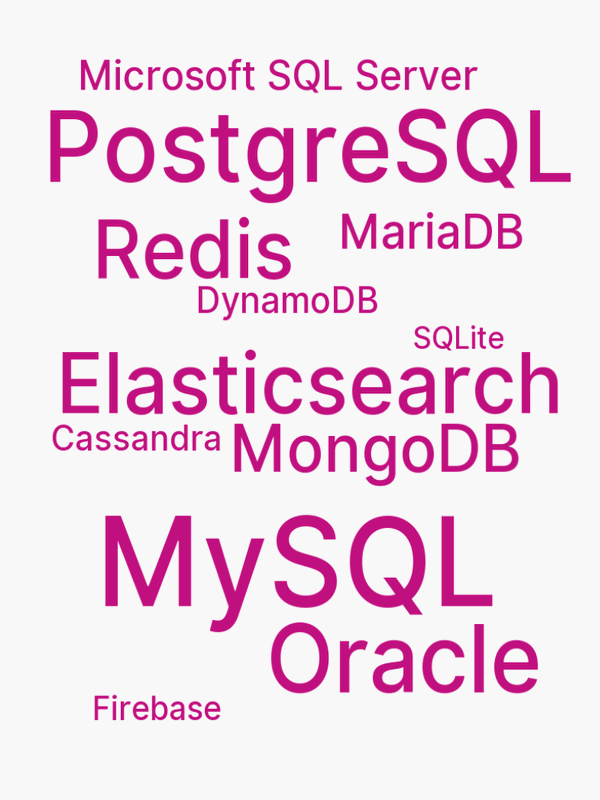 Microsoft SQL Server
PostgreSQL
Redis
MariaDB
DynamoDB
SQLite
Elasticsearch
Cassandra
MongoDB
MySQL
Oracle
Firebase